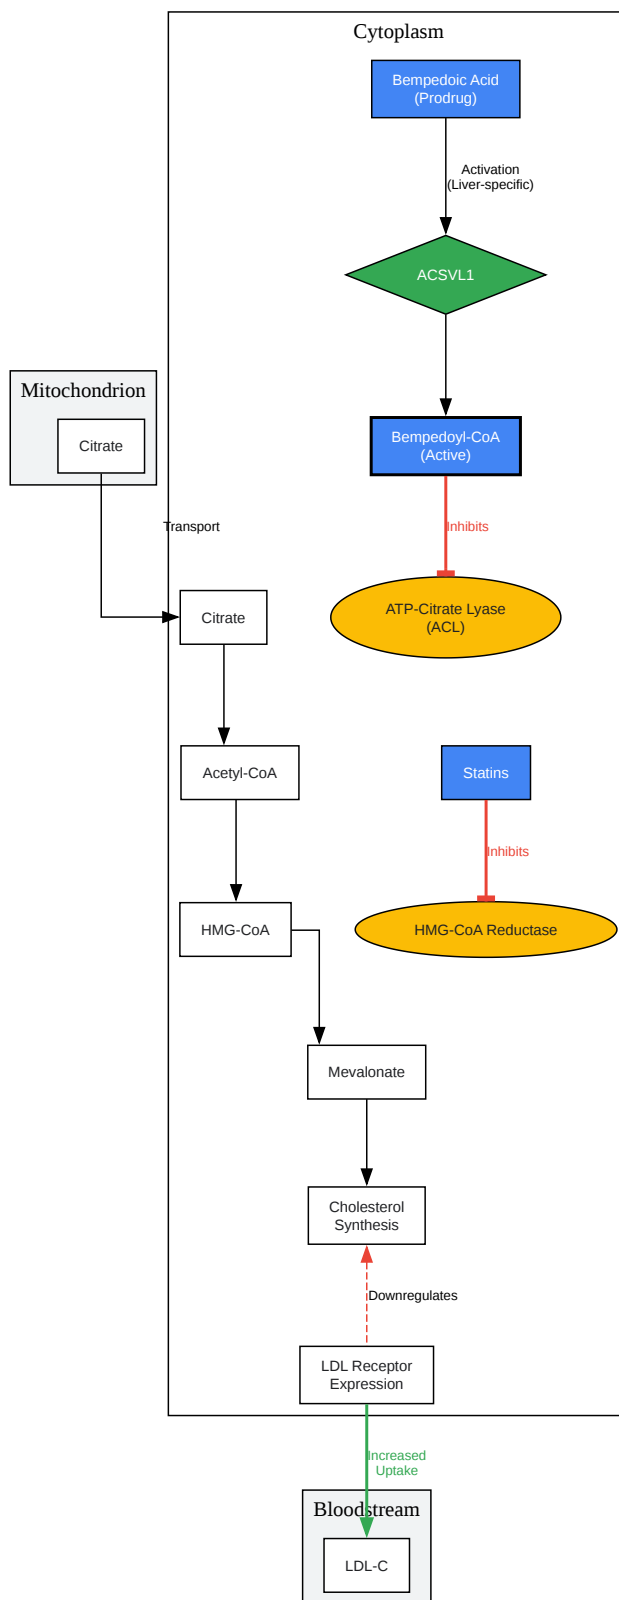 Cytoplasm
Bempedoic Acid
(Prodrug)
Activation
(Liver-specific)
ACSVL1
Mitochondrion
Citrate
Bempedoyl-CoA
(Active)
Transport
Inhibits
Citrate
ATP-Citrate Lyase
(ACL)
Acetyl-CoA
Statins
Inhibits
HMG-CoA
HMG-CoA Reductase
Mevalonate
Cholesterol
Synthesis
Downregulates
LDL Receptor
Expression
Increased
Uptake
Bloodstream
LDL-C